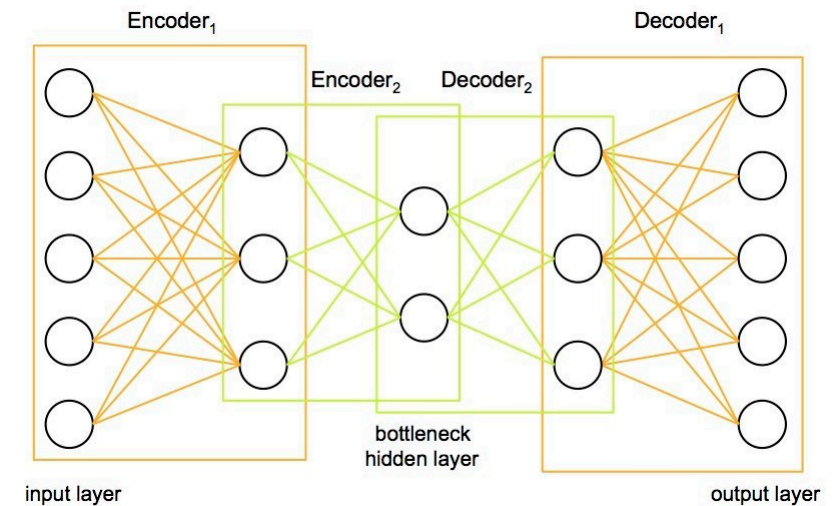 Encoder₁
Decoder₁
Encoder₂
Decoder₂
bottleneck
hidden layer
input layer
output layer